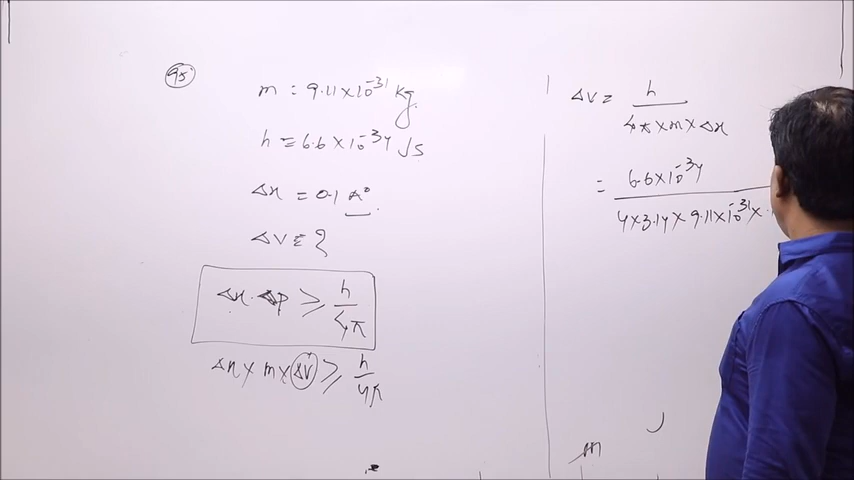 95
m = 9.11×10⁻³¹ kg.
h = 6.6×10⁻³⁴ JS
Δx = 0.1 A°.
Δv = ?
Δx · Δp ≥ h/4π
Δx × m × Δv ≥ h/4π
Δv = h / 4π × m × Δx
= 6.6×10⁻³⁴ / 4×3.14×9.11×10⁻³¹×
m